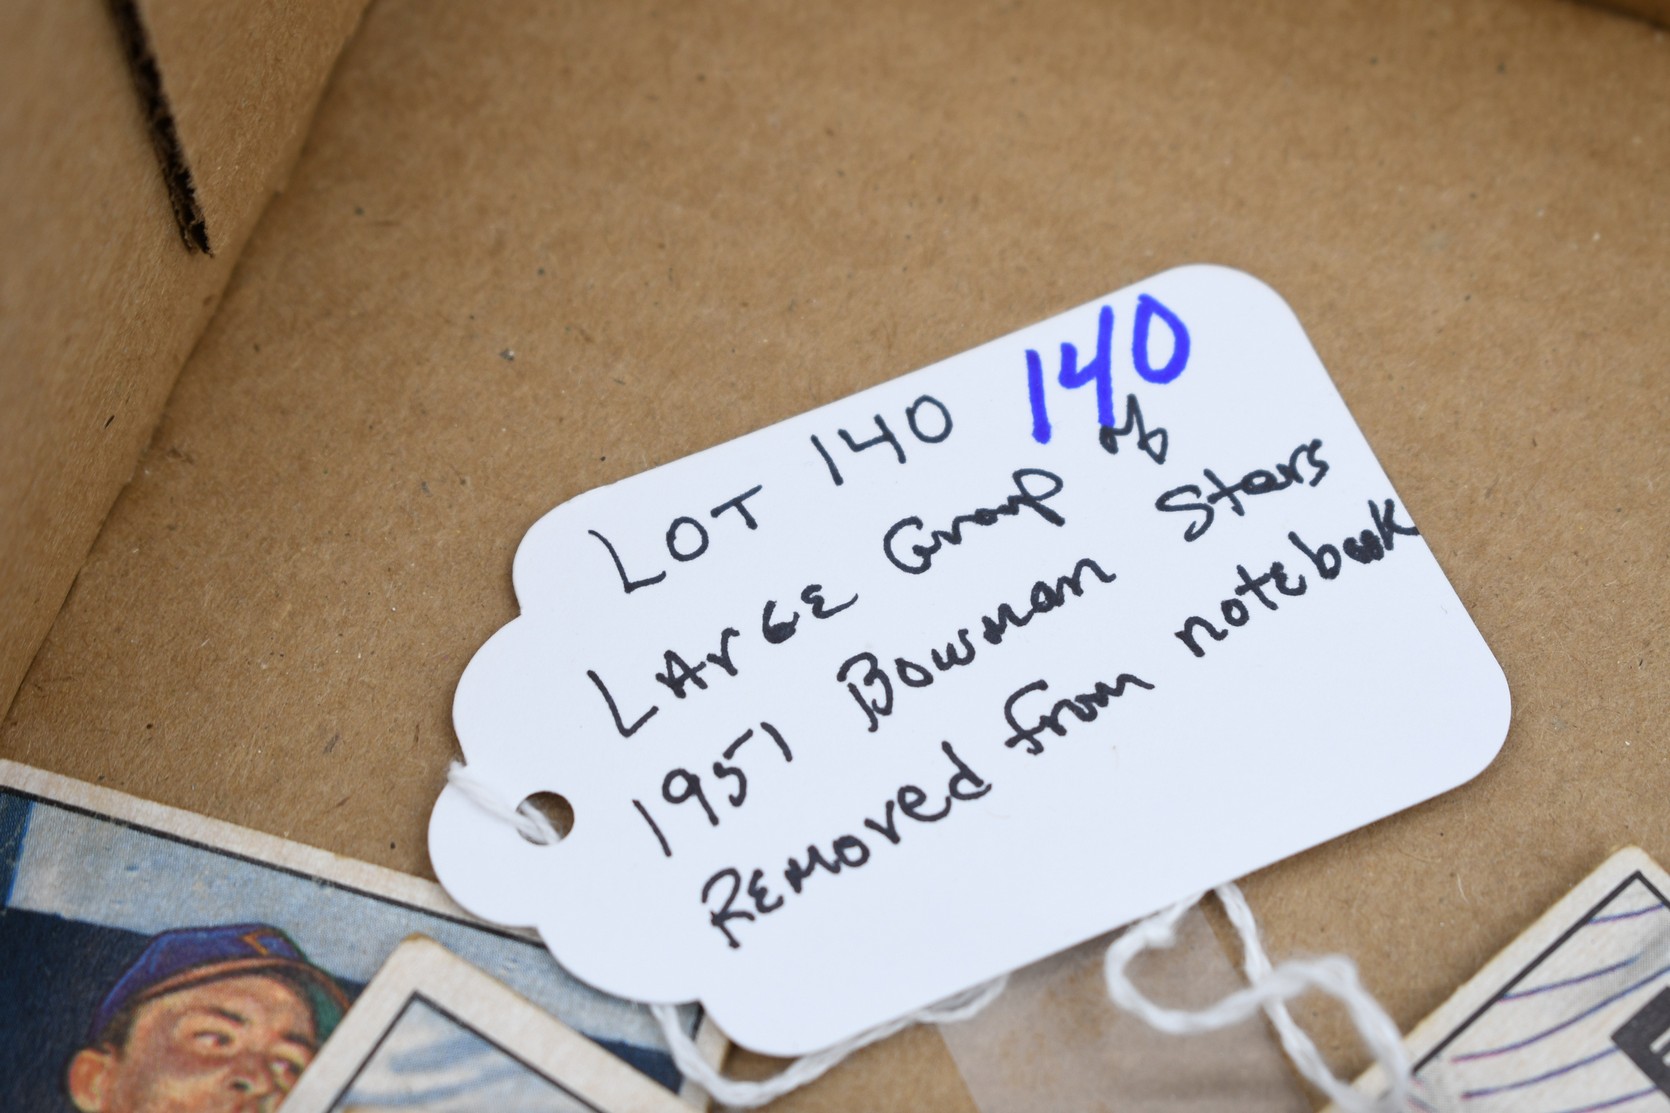 LOT 140 140
LArGE Group of
1951 Bowman Stars
REmoved from notebook